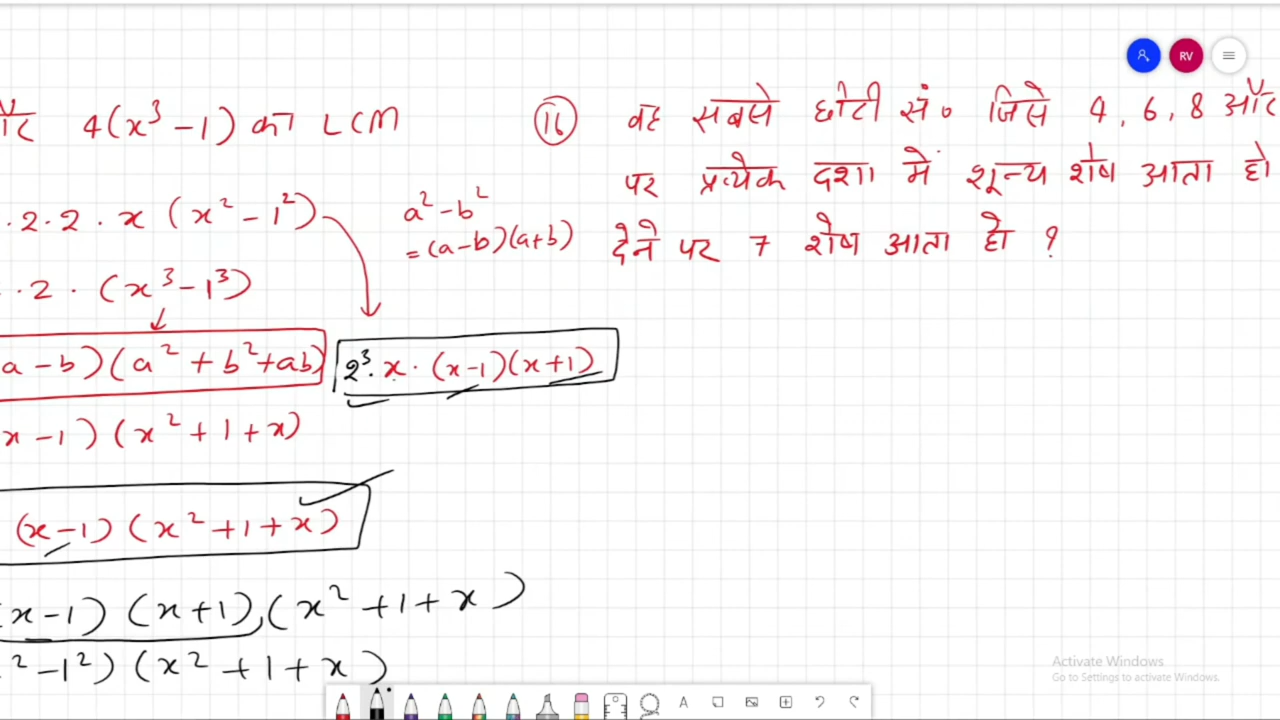 और 4(x³ - 1) का LCM
. 2 . 2 . x (x² - 1²)
. 2 . (x³ - 1³)
a² - b²
= (a-b)(a+b)
a - b)(a² + b² + ab)
2³ . x . (x-1)(x+1)
x - 1)(x² + 1 + x)
(x-1)(x² + 1 + x)
(x-1)(x+1)(x² + 1 + x)
² - 1²)(x² + 1 + x)
16 वह सबसे छोटी सं० जिसे 4, 6, 8 और
पर प्रत्येक दशा में शून्य शेष आता हो
देने पर 7 शेष आता हो ?
RV
A
Activate Windows
Go to Settings to activate Windows.